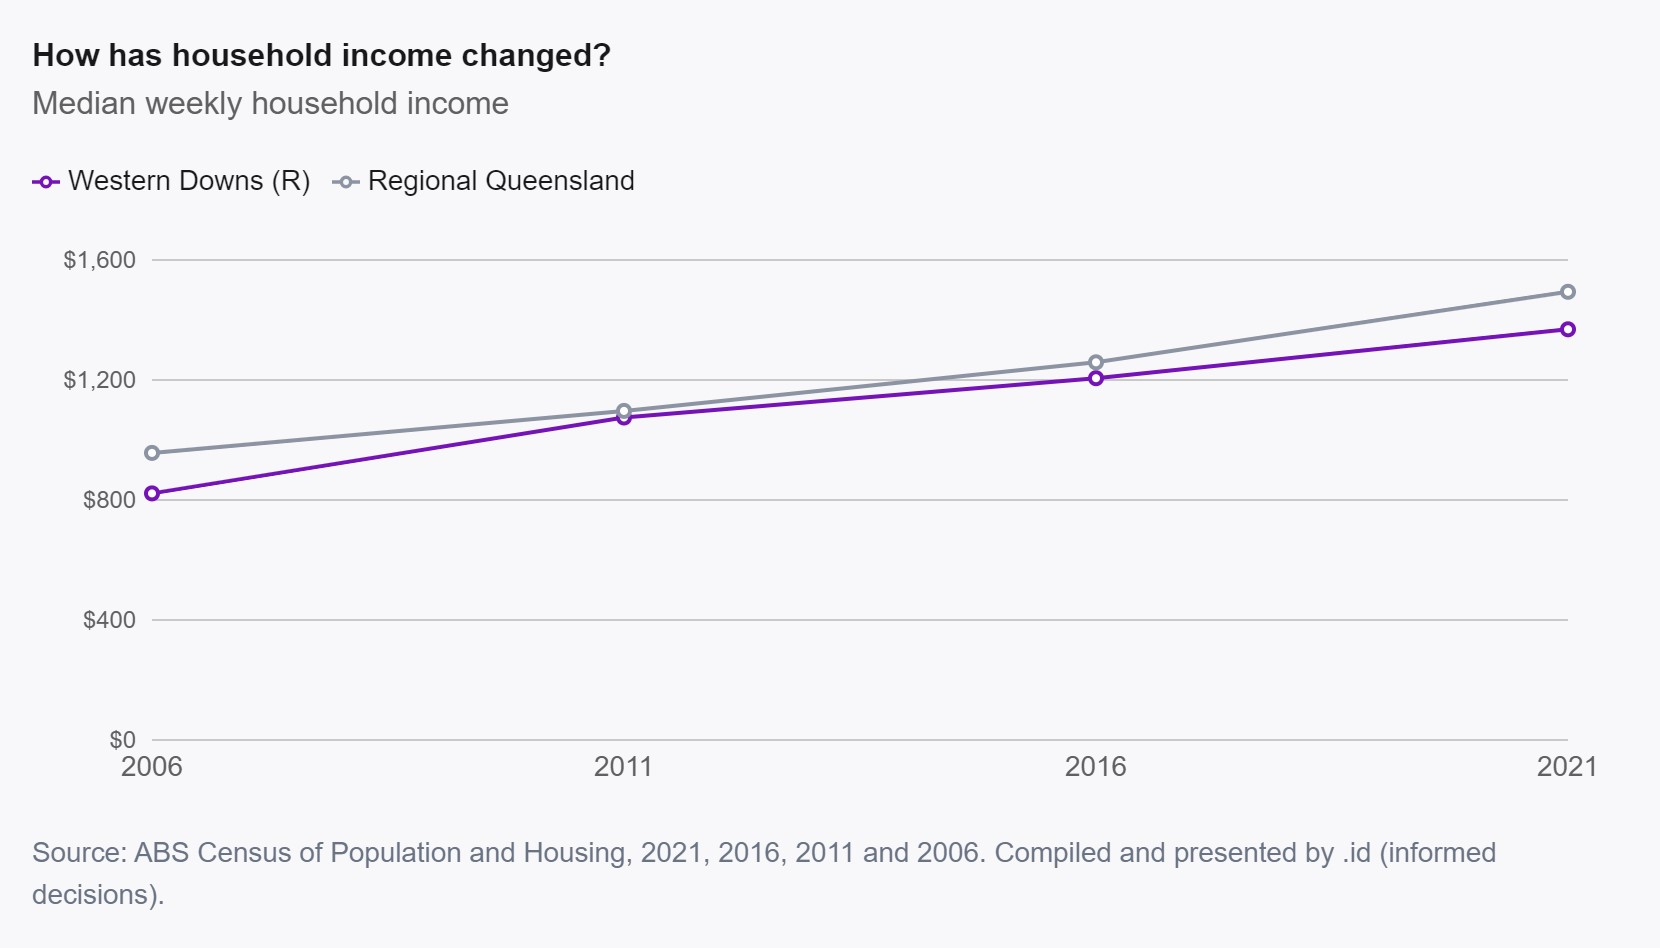 How has household income changed?
Median weekly household income
Western Downs (R) Regional Queensland
$1,600
$1,200
$800
$400
$0
2006 2011 2016 2021
Source: ABS Census of Population and Housing, 2021, 2016, 2011 and 2006. Compiled and presented by .id (informed
decisions).